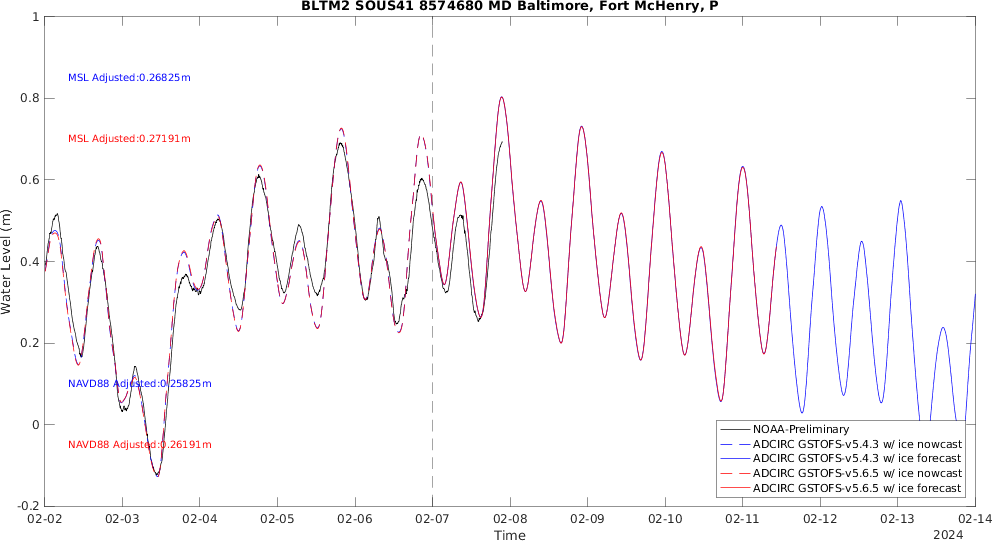 BLTM2 SOUS41 8574680 MD Baltimore, Fort McHenry, P
MSL Adjusted:0.26825m
MSL Adjusted:0.27191m
NAVD88 Adjusted:0.25825m
NAVD88 Adjusted:0.26191m
Water Level (m)
1
0.8
0.6
0.4
0.2
0
-0.2
NOAA-Preliminary
ADCIRC GSTOFS-v5.4.3 w/ ice nowcast
ADCIRC GSTOFS-v5.4.3 w/ ice forecast
ADCIRC GSTOFS-v5.6.5 w/ ice nowcast
ADCIRC GSTOFS-v5.6.5 w/ ice forecast
02-02 02-03 02-04 02-05 02-06 02-07 02-08 02-09 02-10 02-11 02-12 02-13 02-14
Time
2024